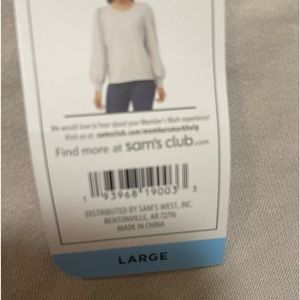 We would love to hear about your Member's Mark experience!
Visit us at: samsclub.com/membersmarkhelp
Find more at sam's club.com
1 93968 19003 3
DISTRIBUTED BY SAM'S WEST, INC.
BENTONVILLE, AR 72716
MADE IN CHINA
LARGE